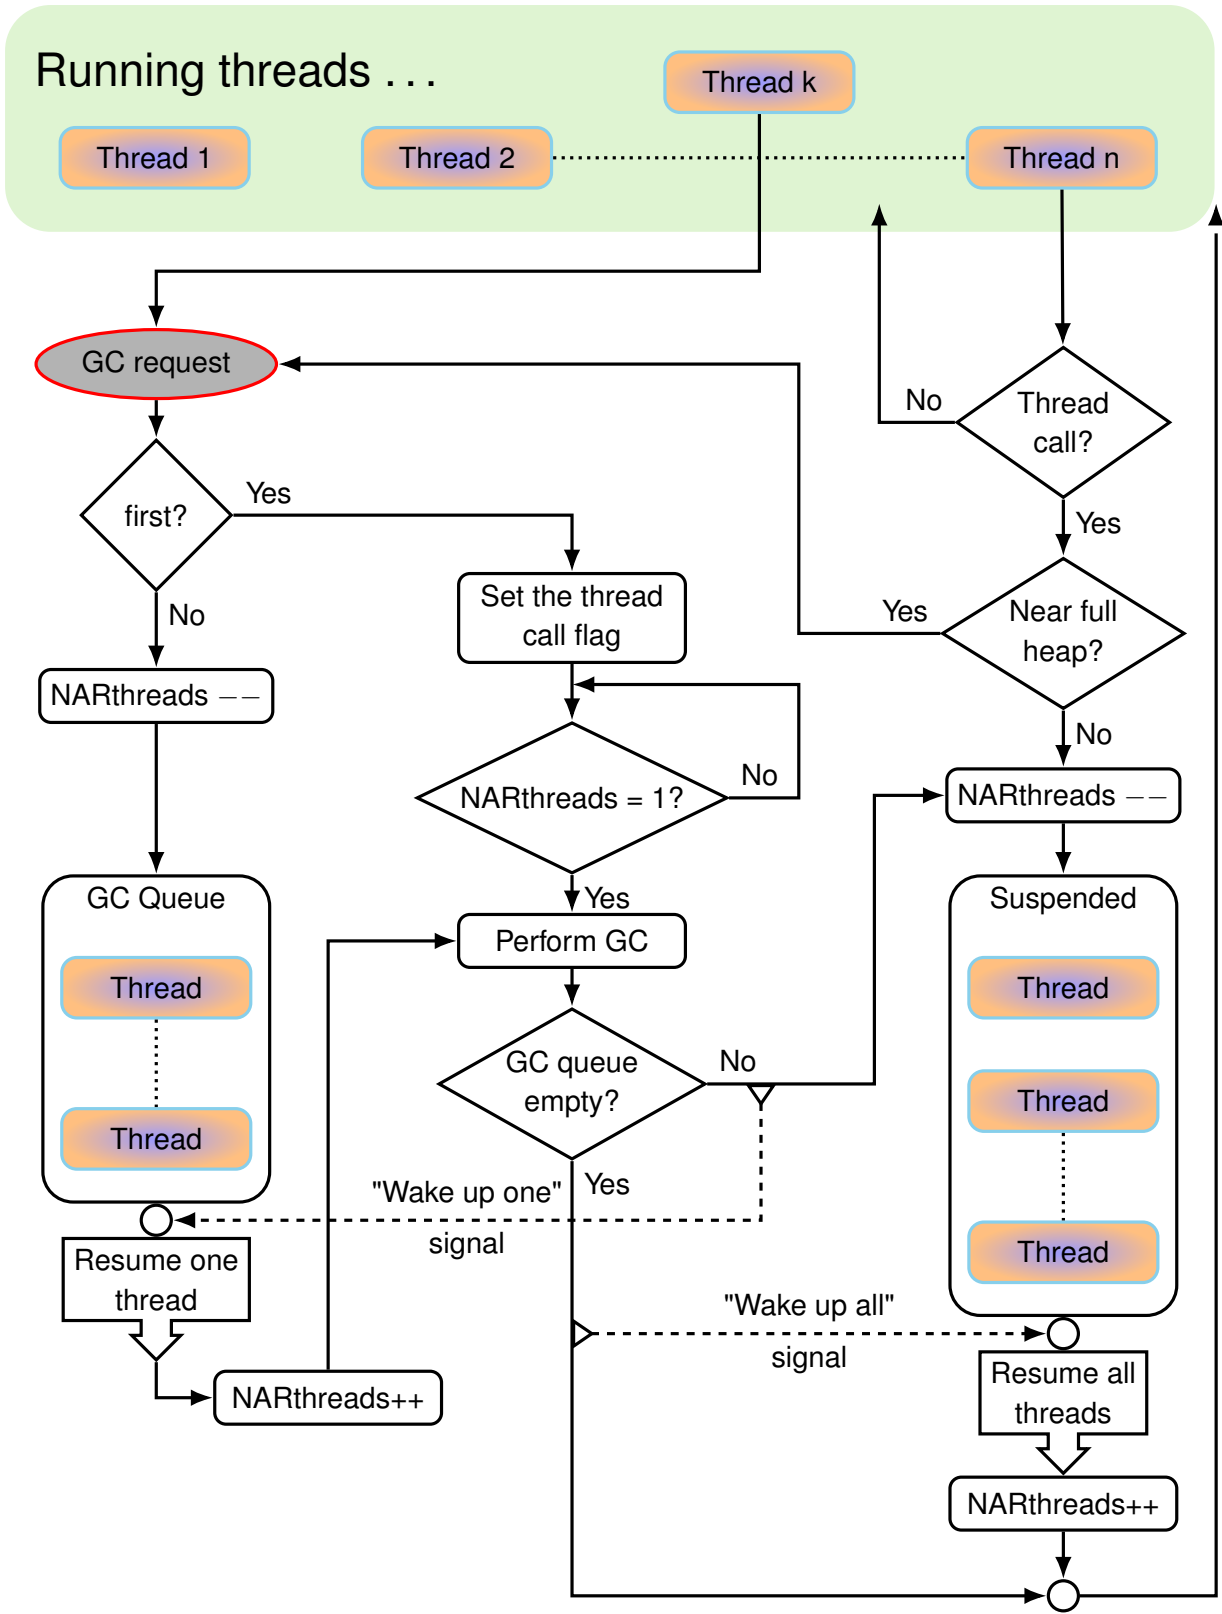 Running threads . . .
Thread k
Thread 1
Thread 2
Thread n
GC request
No
Thread
call?
Yes
first?
Yes
No
Set the thread
call flag
Yes
Near full
heap?
NARthreads −−
No
No
NARthreads = 1?
NARthreads −−
Yes
GC Queue
Suspended
Perform GC
Thread
Thread
GC queue
empty?
No
Thread
Thread
Yes
"Wake up one"
signal
Thread
Resume one
thread
"Wake up all"
signal
Resume all
threads
NARthreads++
NARthreads++